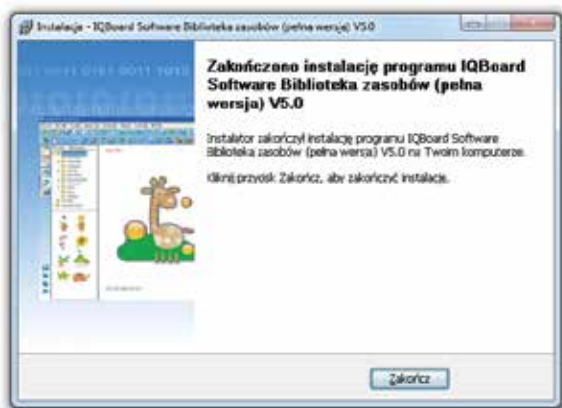 Instalacja - IQBoard Software Biblioteka zasobów (pełna wersja) V5.0
Zakończono instalację programu IQBoard
Software Biblioteka zasobów (pełna
wersja) V5.0
Instalator zakończył instalację programu IQBoard Software
Biblioteka zasobów (pełna wersja) V5.0 na Twoim komputerze.
Kliknij przycisk Zakończ, aby zakończyć instalację.
Zakończ